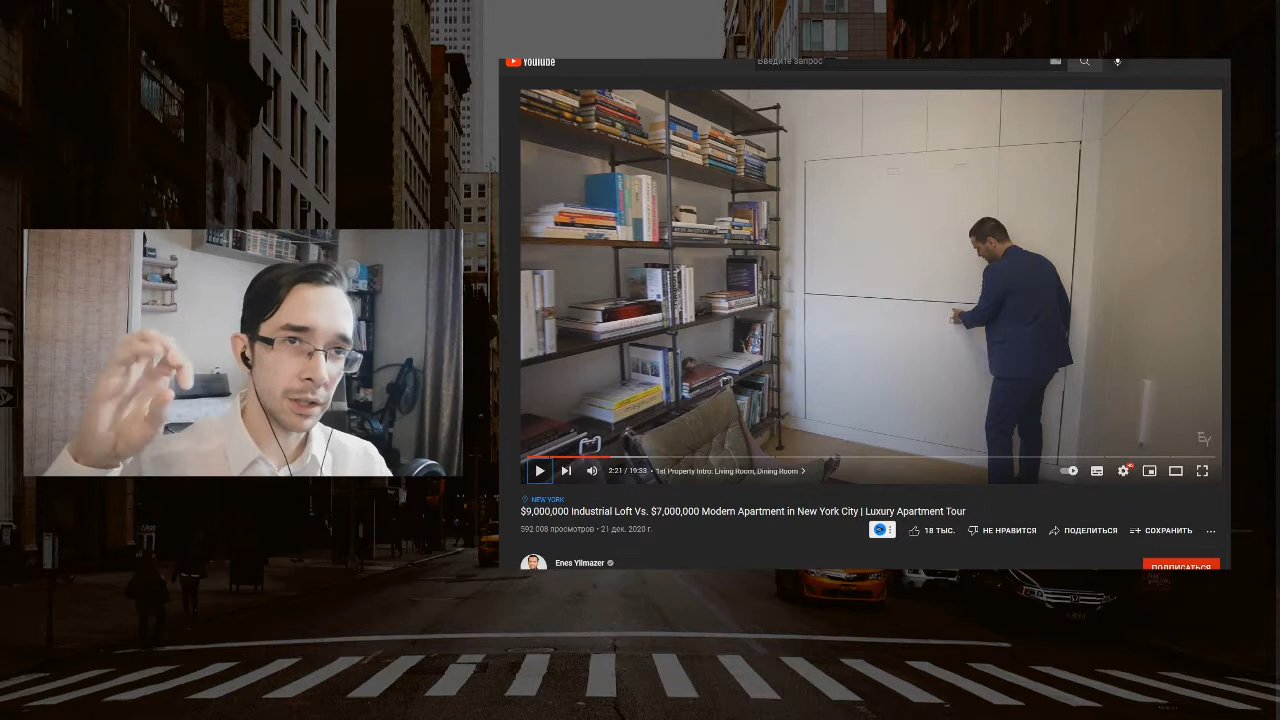 YouTube
Введите запрос
EY
2:21 / 19:33 • 1st Property Intro: Living Room, Dining Room
NEW YORK
$9,000,000 Industrial Loft Vs. $7,000,000 Modern Apartment in New York City | Luxury Apartment Tour
592 008 просмотров • 21 дек. 2020 г.
18 ТЫС.
НЕ НРАВИТСЯ
ПОДЕЛИТЬСЯ
СОХРАНИТЬ
Enes Yilmazer
ПОДПИСАТЬСЯ